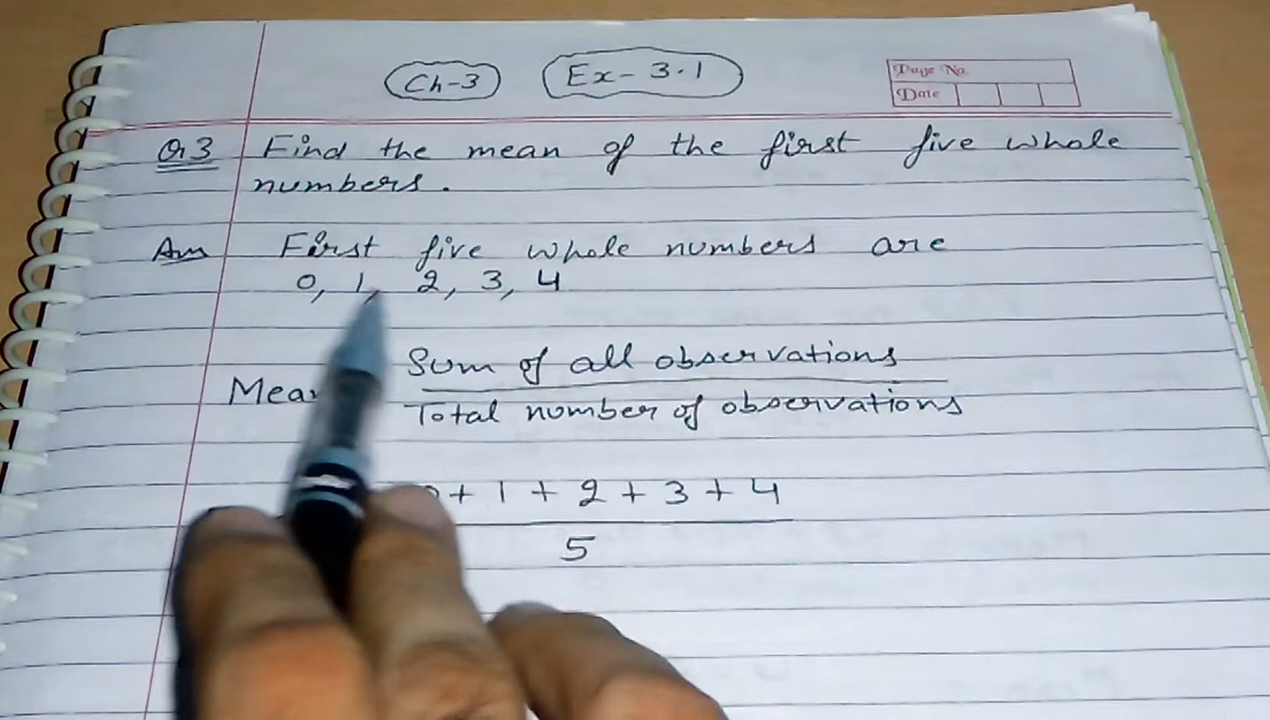 Ch-3 Ex- 3.1
Page No.
Date
Q3 Find the mean of the first five whole
numbers.
Ans First five whole numbers are
0, 1, 2, 3, 4
Sum of all observations
Total number of observations
+ 1 + 2 + 3 + 4
5